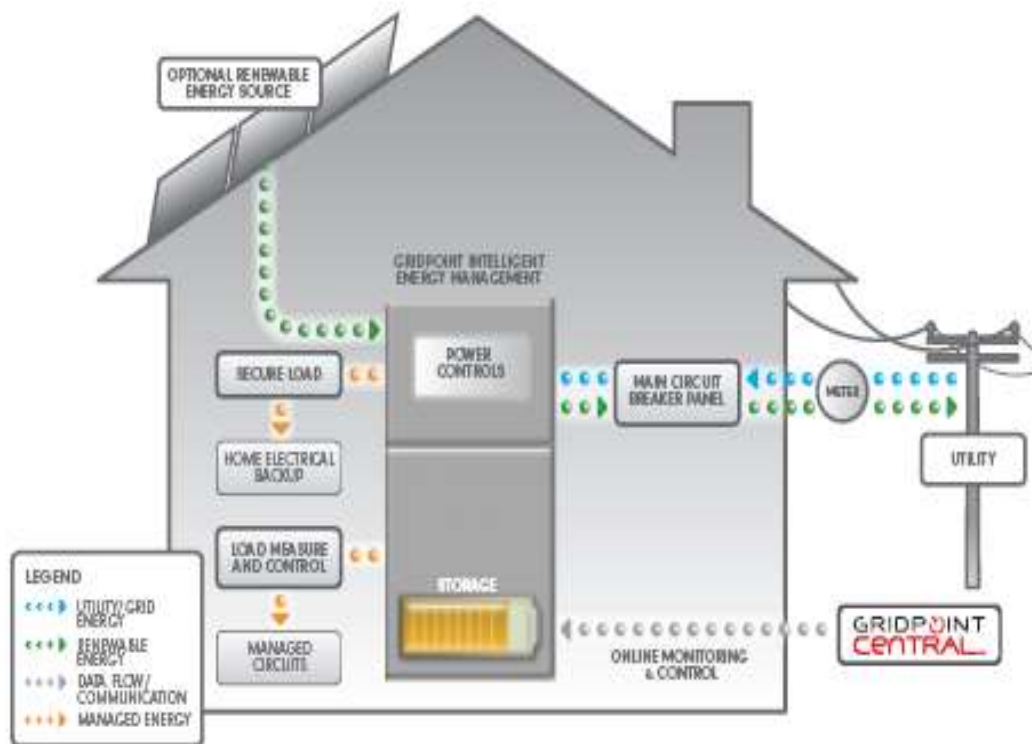 OPTIONAL RENEWABLE
ENERGY SOURCE
GRIDPOINT INTELLIGENT
ENERGY MANAGEMENT
POWER
CONTROLS
SECURE LOAD
MAIN CIRCUIT
BREAKER PANEL
METER
HOME ELECTRICAL
BACKUP
UTILITY
LOAD MEASURE
AND CONTROL
STORAGE
MANAGED
CIRCUITS
ONLINE MONITORING
& CONTROL
GRIDPOINT
CENTRAL
LEGEND
UTILITY/ GRID
ENERGY
RENEWABLE
ENERGY
DATA FLOW/
COMMUNICATION
MANAGED ENERGY